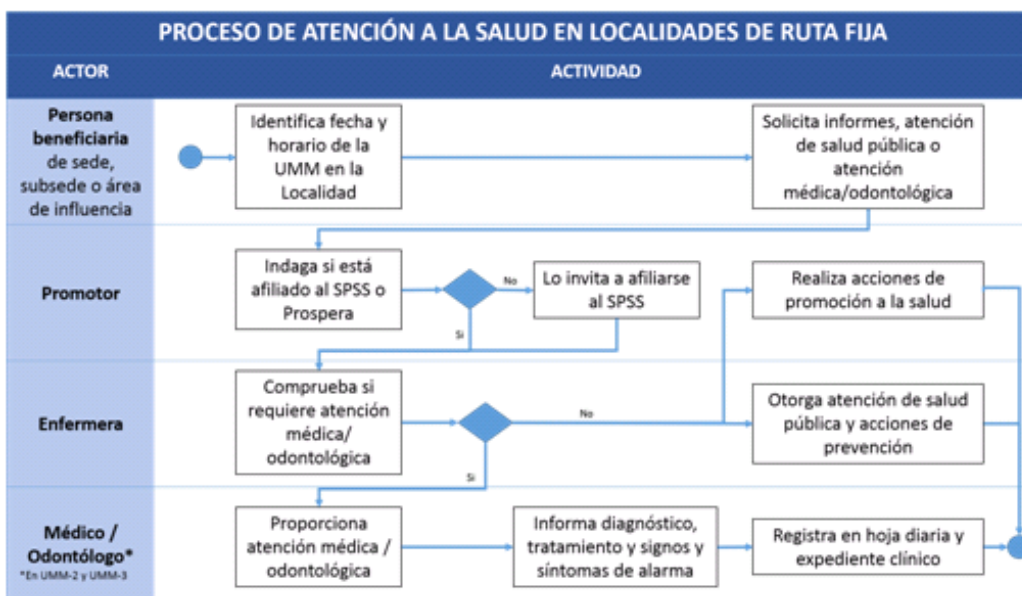 PROCESO DE ATENCIÓN A LA SALUD EN LOCALIDADES DE RUTA FIJA
ACTOR
ACTIVIDAD
Persona
beneficiaria
de sede,
subsede o área
de influencia
Identifica fecha y
horario de la
UMM en la
Localidad
Solicita informes, atención
de salud pública o
atención
médica/odontológica
Promotor
Indaga si está
afiliado al SPSS o
Prospera
No
Si
Lo invita a afiliarse
al SPSS
Realiza acciones de
promoción a la salud
Enfermera
Comprueba si
requiere atención
médica/
odontológica
No
Si
Otorga atención de salud
pública y acciones de
prevención
Médico /
Odontólogo*
*En UMM-2 y UMM-3
Proporciona
atención médica /
odontológica
Informa diagnóstico,
tratamiento y signos y
síntomas de alarma
Registra en hoja diaria y
expediente clínico